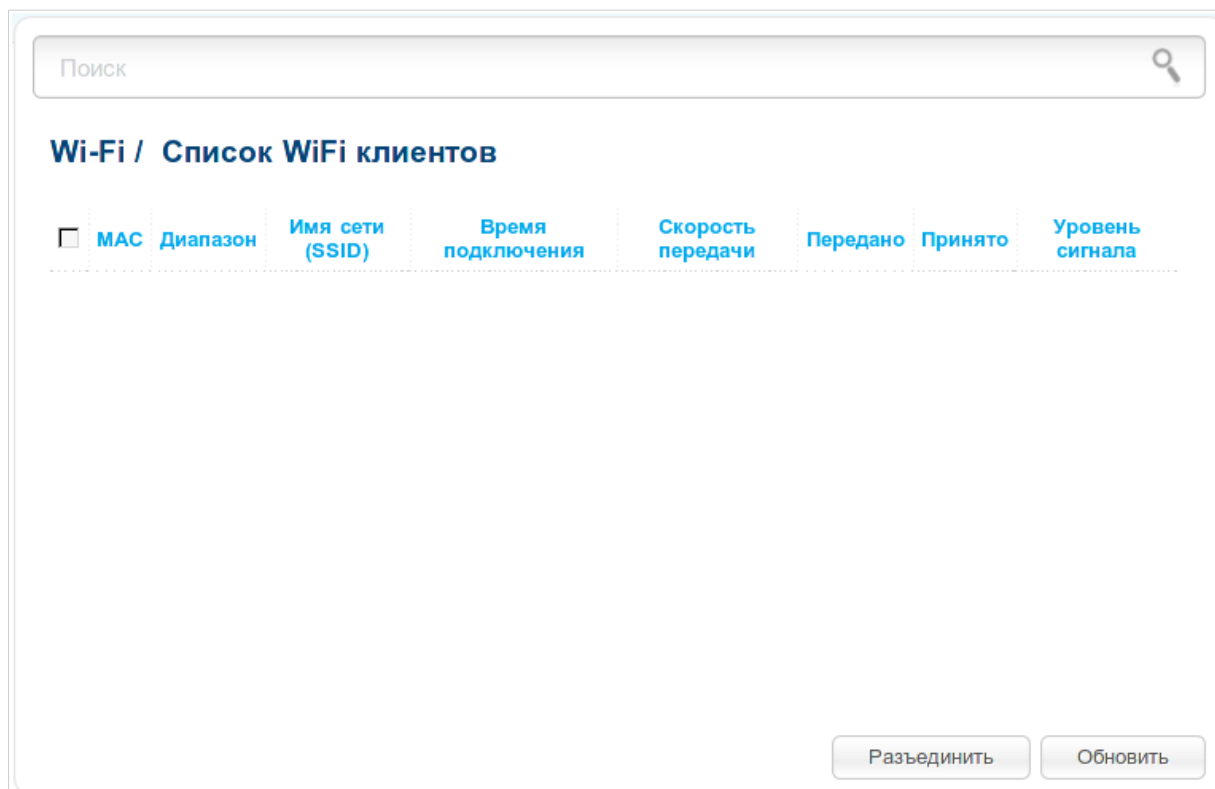 Поиск
Wi-Fi / Список WiFi клиентов
MAC Диапазон Имя сети (SSID) Время подключения Скорость передачи Передано Принято Уровень сигнала
Разъединить Обновить